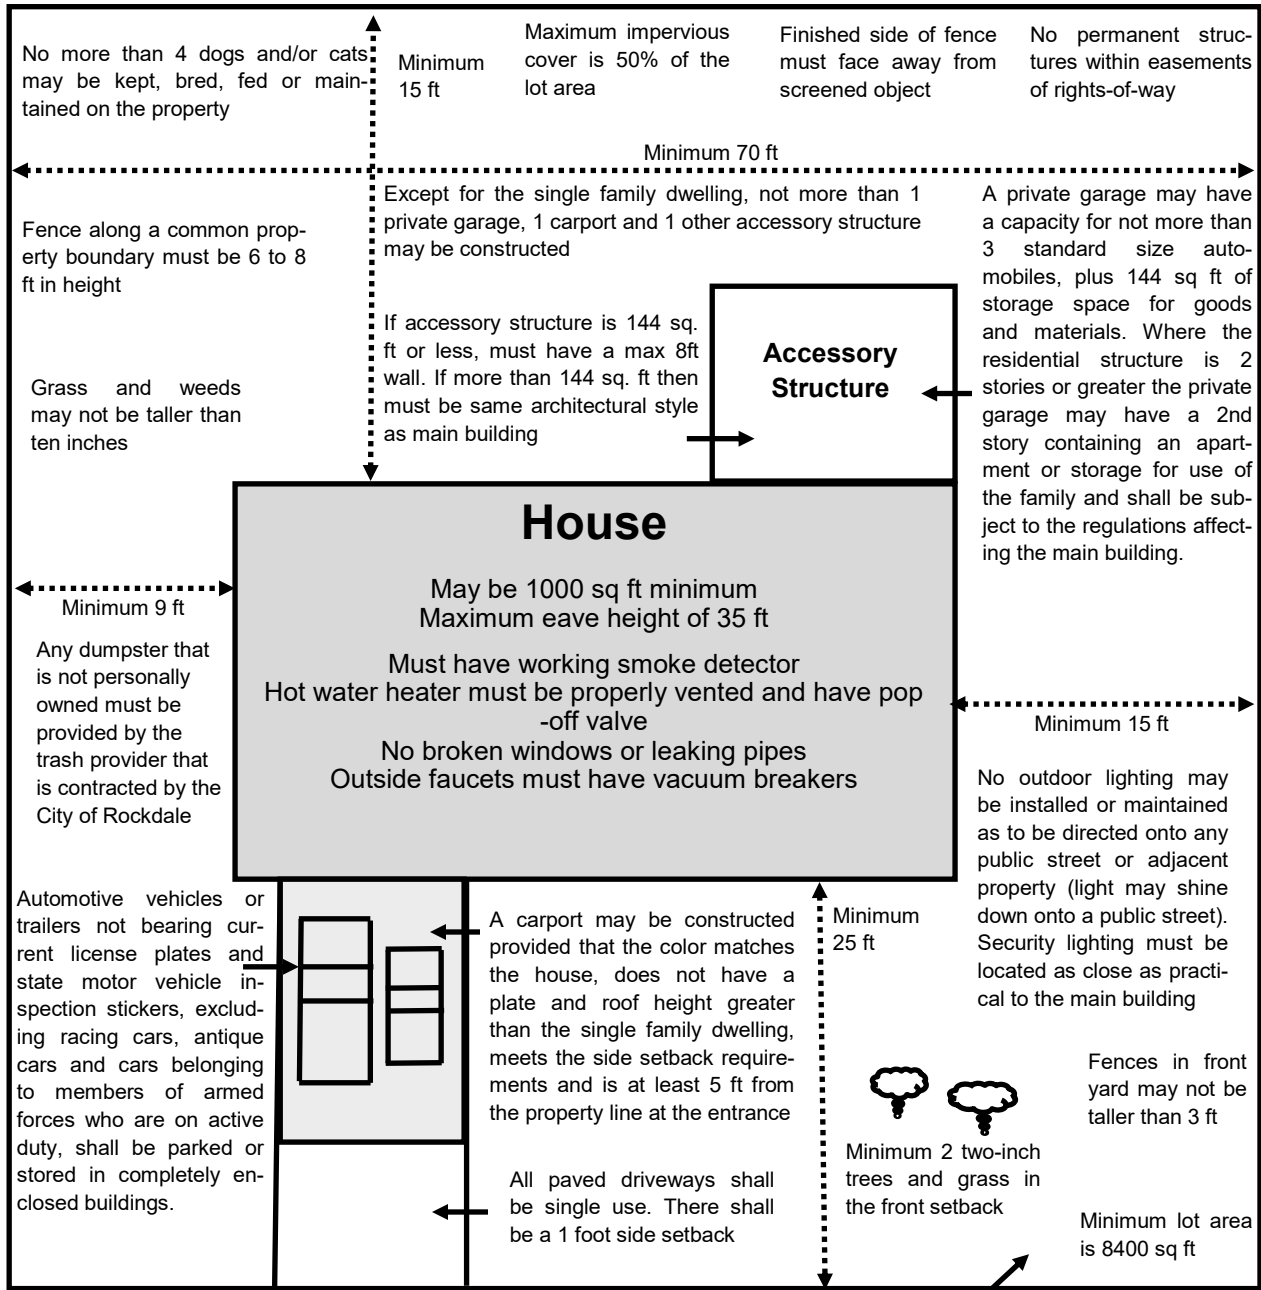 No more than 4 dogs and/or cats
may be kept, bred, fed or main-
tained on the property
Minimum
15 ft
Maximum impervious
cover is 50% of the
lot area
Finished side of fence
must face away from
screened object
No permanent struc-
tures within easements
of rights-of-way
Minimum 70 ft
Fence along a common prop-
erty boundary must be 6 to 8
ft in height
Except for the single family dwelling, not more than 1
private garage, 1 carport and 1 other accessory structure
may be constructed
A private garage may have
a capacity for not more than
3 standard size auto-
mobiles, plus 144 sq ft of
storage space for goods
and materials. Where the
residential structure is 2
stories or greater the private
garage may have a 2nd
story containing an apart-
ment or storage for use of
the family and shall be sub-
ject to the regulations affect-
ing the main building.
If accessory structure is 144 sq.
ft or less, must have a max 8ft
wall. If more than 144 sq. ft then
must be same architectural style
as main building
Accessory
Structure
Grass and weeds
may not be taller than
ten inches
House
May be 1000 sq ft minimum
Maximum eave height of 35 ft
Must have working smoke detector
Hot water heater must be properly vented and have pop
-off valve
No broken windows or leaking pipes
Outside faucets must have vacuum breakers
Minimum 9 ft
Any dumpster that
is not personally
owned must be
provided by the
trash provider that
is contracted by the
City of Rockdale
Minimum 15 ft
No outdoor lighting may
be installed or maintained
as to be directed onto any
public street or adjacent
property (light may shine
down onto a public street).
Security lighting must be
located as close as practi-
cal to the main building
Automotive vehicles or
trailers not bearing cur-
rent license plates and
state motor vehicle in-
spection stickers, exclud-
ing racing cars, antique
cars and cars belonging
to members of armed
forces who are on active
duty, shall be parked or
stored in completely en-
closed buildings.
A carport may be constructed
provided that the color matches
the house, does not have a
plate and roof height greater
than the single family dwelling,
meets the side setback require-
ments and is at least 5 ft from
the property line at the entrance
Minimum
25 ft
Fences in front
yard may not be
taller than 3 ft
Minimum 2 two-inch
trees and grass in
the front setback
All paved driveways shall
be single use. There shall
be a 1 foot side setback
Minimum lot area
is 8400 sq ft